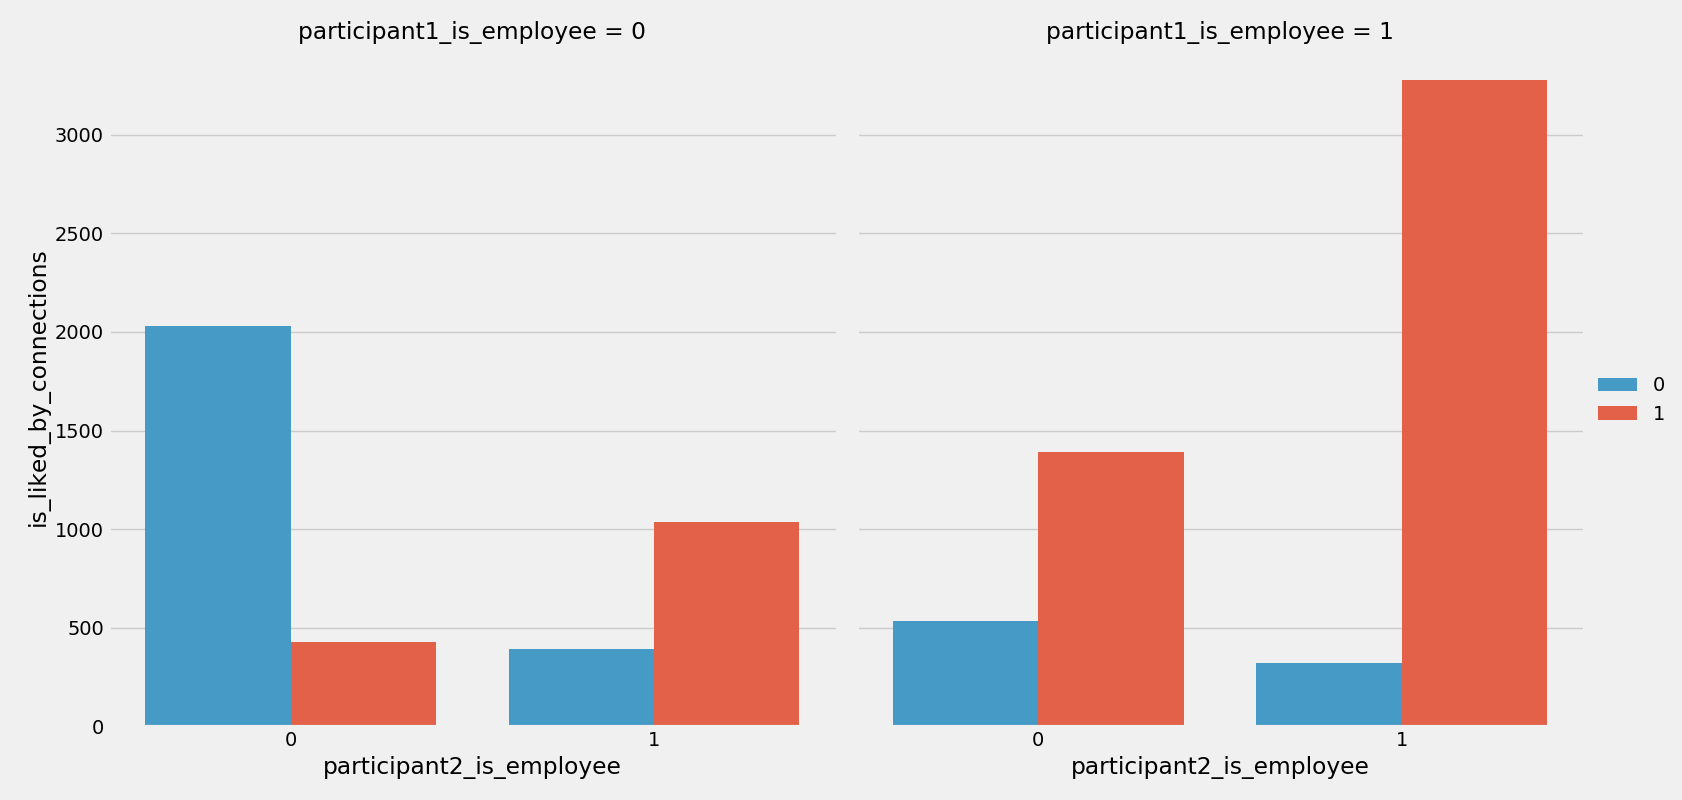 participant1_is_employee = 0
participant1_is_employee = 1
is_liked_by_connections
3000
2500
2000
1500
1000
500
0
0
1
0
1
participant2_is_employee
participant2_is_employee
0
1